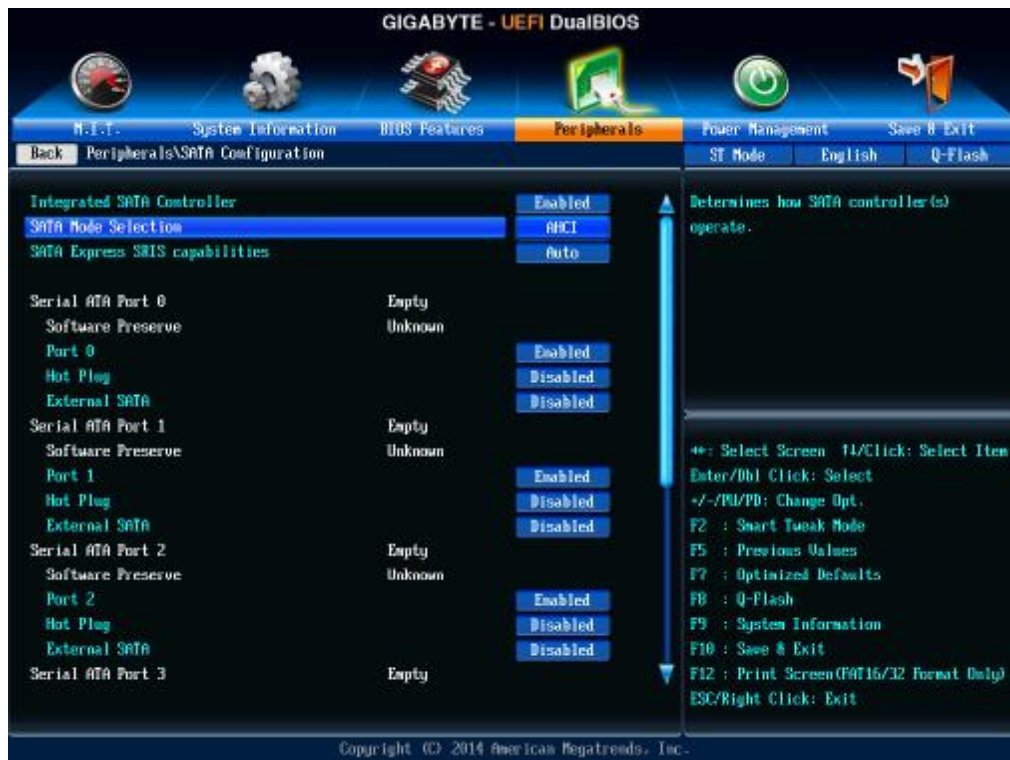 GIGABYTE - UEFI DualBIOS
M.I.T. System Information BIOS Features Peripherals Power Management Save & Exit
Back Peripherals\SATA Configuration ST Mode English Q-Flash
Integrated SATA Controller Enabled
SATA Mode Selection AHCI
SATA Express SRIS capabilities Auto
Serial ATA Port 0 Empty
Software Preserve Unknown
Port 0 Enabled
Hot Plug Disabled
External SATA Disabled
Serial ATA Port 1 Empty
Software Preserve Unknown
Port 1 Enabled
Hot Plug Disabled
External SATA Disabled
Serial ATA Port 2 Empty
Software Preserve Unknown
Port 2 Enabled
Hot Plug Disabled
External SATA Disabled
Serial ATA Port 3 Empty
Determines how SATA controller(s)
operate.
↔: Select Screen ↑↓/Click: Select Item
Enter/Dbl Click: Select
+/-/PU/PD: Change Opt.
F2 : Smart Tweak Mode
F5 : Previous Values
F7 : Optimized Defaults
F8 : Q-Flash
F9 : System Information
F10 : Save & Exit
F12 : Print Screen(FAT16/32 Format Only)
ESC/Right Click: Exit
Copyright (C) 2014 American Megatrends, Inc.